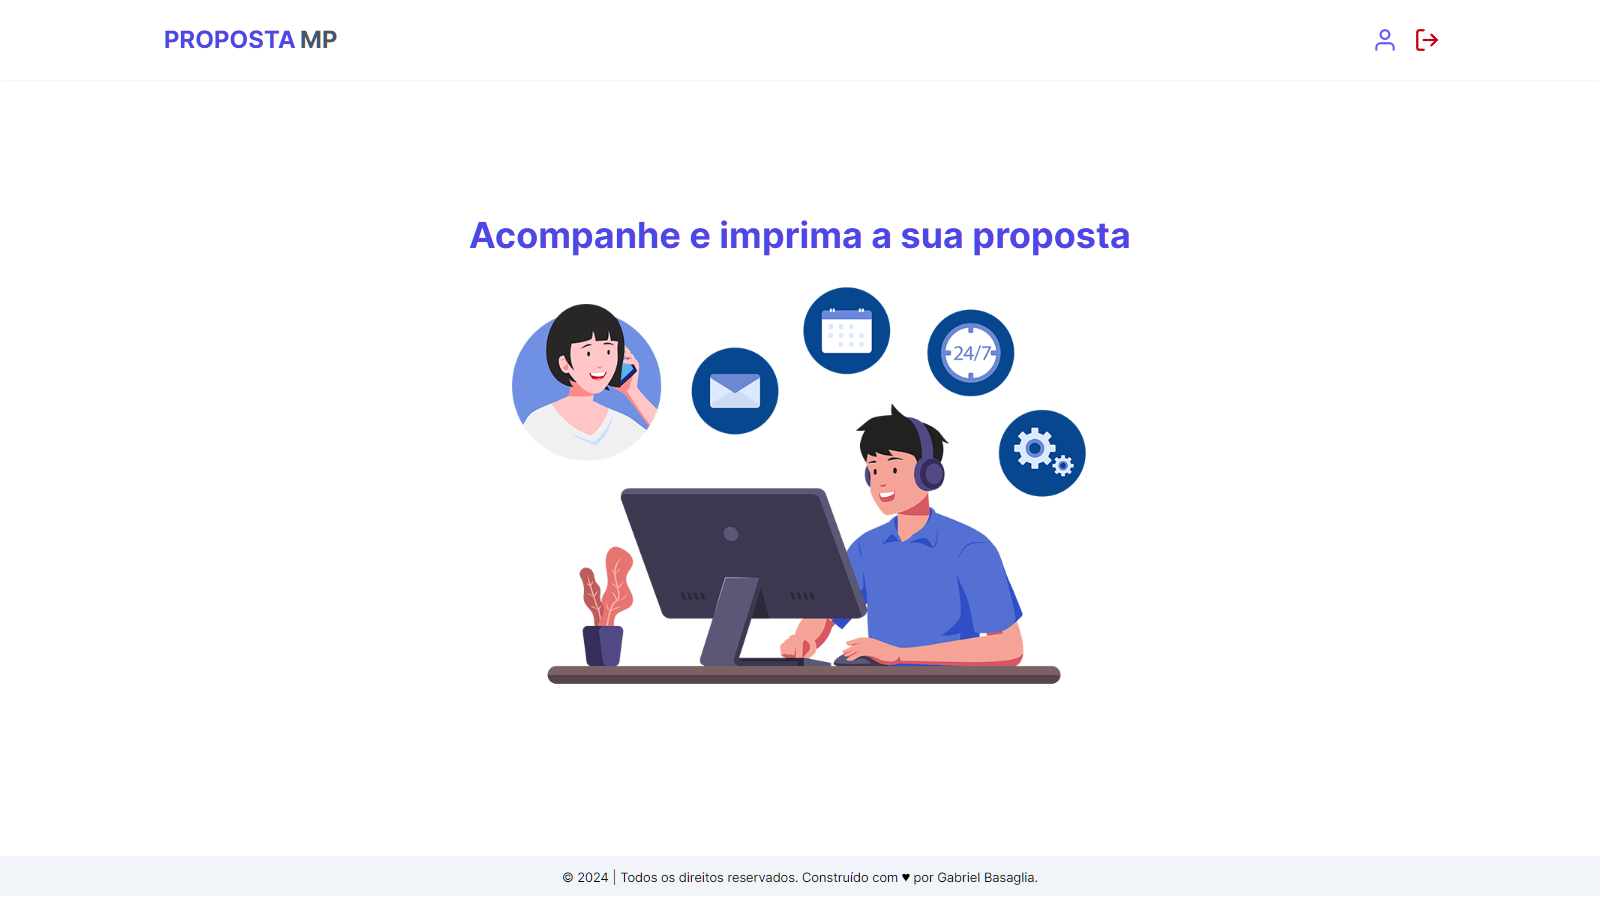 PROPOSTA MP
Acompanhe e imprima a sua proposta
24/7
© 2024 | Todos os direitos reservados. Construído com ♥ por Gabriel Basaglia.